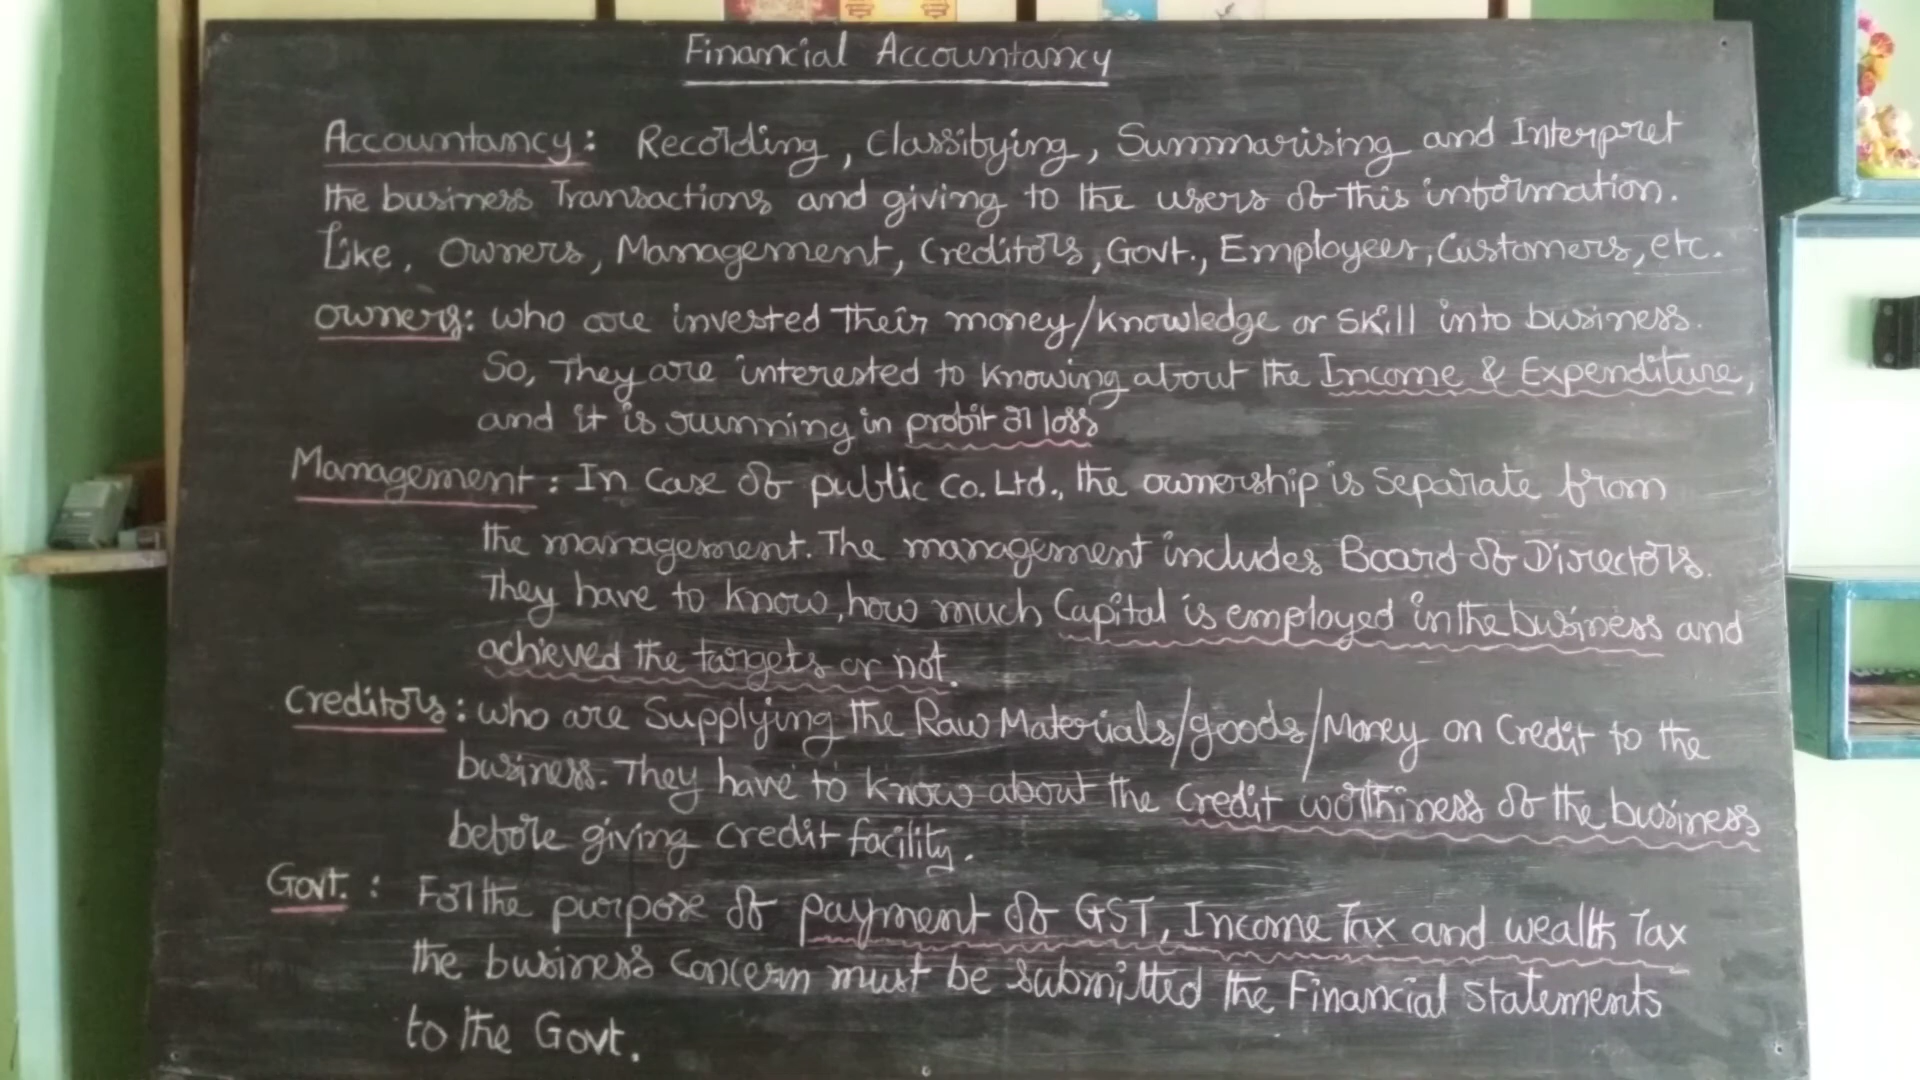 Financial Accountancy
Accountancy: Recording, Classifying, Summarising and Interpret
the business Transactions and giving to the users of this information.
Like, Owners, Management, Creditors, Govt., Employees, Customers, etc.
Owners: who are invested their money/knowledge or skill into business.
So, They are interested to knowing about the Income & Expenditure,
and it is running in profit or loss
Management: In case of public Co. Ltd., the ownership is separate from
the management. The management includes Board of Directors.
They have to know, how much Capital is employed in the business and
achieved the targets or not.
Creditors: who are Supplying the Raw Materials/goods/Money on Credit to the
business. They have to know about the Credit worthiness of the business
before giving credit facility.
Govt. : For the purpose of payment of GST, Income Tax and wealth Tax
the business concern must be submitted the Financial statements
to the Govt.